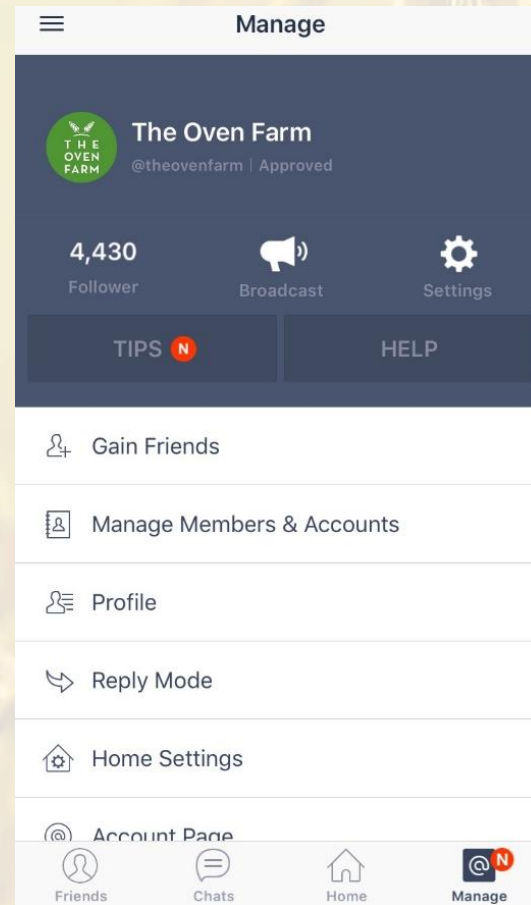 Manage
THE
OVEN
FARM
The Oven Farm
@theovenfarm | Approved
4,430
Follower
Broadcast
Settings
TIPS N
HELP
Gain Friends
Manage Members & Accounts
Profile
Reply Mode
Home Settings
@ Account Page
Friends
Chats
Home
@ N
Manage